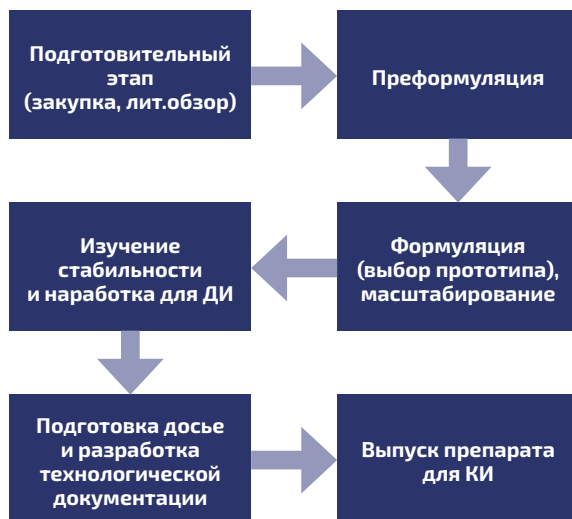 Подготовительный
этап
(закупка, лит.обзор)
Преформуляция
Формуляция
(выбор прототипа),
масштабирование
Изучение
стабильности
и наработка для ДИ
Подготовка досье
и разработка
технологической
документации
Выпуск препарата
для КИ